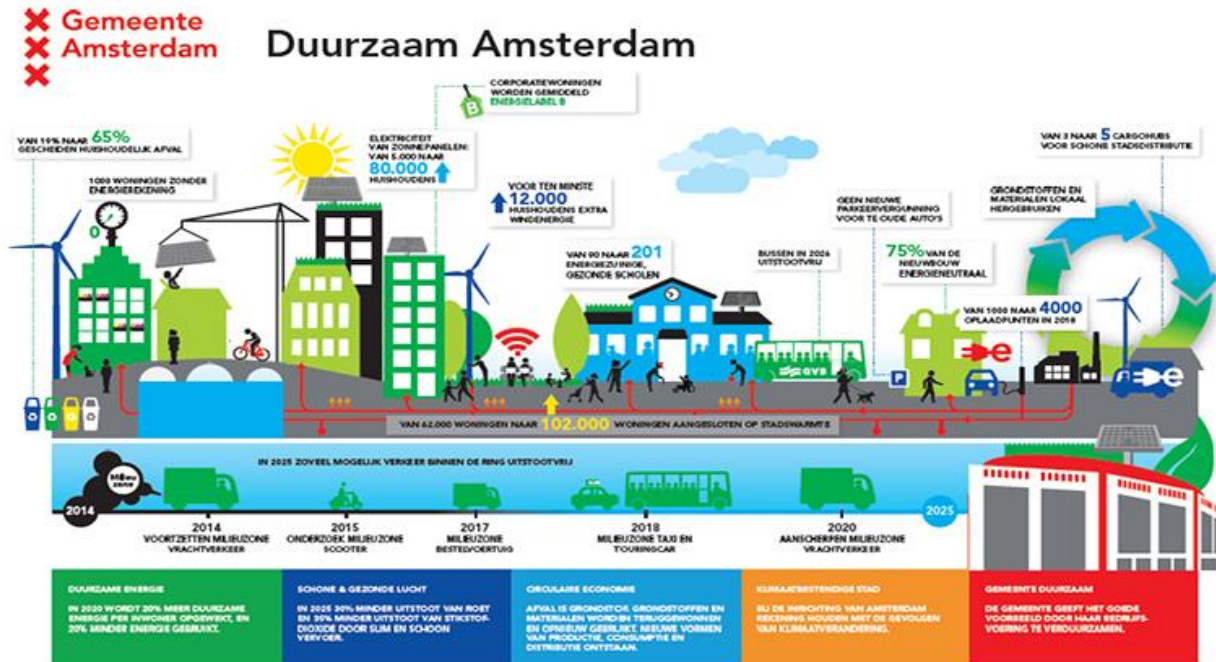 Gemeente
Amsterdam
Duurzaam Amsterdam
CORPORATIEWONINGEN
WORDEN GEMIDDELD
ENERGIELABEL B
B
VAN 19% NAAR 65%
GESCHEIDEN HUISHOUDELIJK AFVAL
1000 WONINGEN ZONDER
ENERGIEREKENING
0
ELEKTRICITEIT
VAN ZONNEPANELEN:
VAN 5.000 NAAR
80.000
HUISHOUDENS
VOOR TEN MINSTE
12.000
HUISHOUDENS EXTRA
WINDENERGIE
VAN 90 NAAR 201
ENERGIEZUINIGE,
GEZONDE SCHOLEN
BUSSEN IN 2026
UITSTOOTVRIJ
GEEN NIEUWE
PARKEERVERGUNNING
VOOR TE OUDE AUTO'S
75% VAN DE
NIEUWBOUW
ENERGIENEUTRAAL
VAN 3 NAAR 5 CARGOHUBS
VOOR SCHONE STADSDISTRIBUTIE
GRONDSTOFFEN EN
MATERIALEN LOKAAL
HERGEBRUIKEN
VAN 1000 NAAR 4000
OPLAADPUNTEN IN 2018
GVB
P
e
e
VAN 62.000 WONINGEN NAAR 102.000 WONINGEN AANGESLOTEN OP STADSWARMTE
IN 2025 ZOVEEL MOGELIJK VERKEER BINNEN DE RING UITSTOOTVRIJ
Milieu
zone
2014
2025
2014
VOORTZETTEN MILIEUZONE
VRACHTVERKEER
2015
ONDERZOEK MILIEUZONE
SCOOTER
2017
MILIEUZONE
BESTELVOERTUIG
2018
MILIEUZONE TAXI EN
TOURINGCAR
2020
AANSCHERPEN MILIEUZONE
VRACHTVERKEER
DUURZAME ENERGIE
IN 2020 WORDT 20% MEER DUURZAME
ENERGIE PER INWONER OPGEWEKT, EN
20% MINDER ENERGIE GEBRUIKT.
SCHONE & GEZONDE LUCHT
IN 2025 30% MINDER UITSTOOT VAN ROET
EN 35% MINDER UITSTOOT VAN STIKSTOF-
DIOXIDE DOOR SLIM EN SCHOON
VERVOER.
CIRCULAIRE ECONOMIE
AFVAL IS GRONDSTOF. GRONDSTOFFEN EN
MATERIALEN WORDEN TERUGGEWONNEN
EN OPNIEUW GEBRUIKT. NIEUWE VORMEN
VAN PRODUCTIE, CONSUMPTIE EN
DISTRIBUTIE ONTSTAAN.
KLIMAATBESTENDIGE STAD
BIJ DE INRICHTING VAN AMSTERDAM
REKENING HOUDEN MET DE GEVOLGEN
VAN KLIMAATVERANDERING.
GEMEENTE DUURZAAM
DE GEMEENTE GEEFT HET GOEDE
VOORBEELD DOOR HAAR BEDRIJFS-
VOERING TE VERDUURZAMEN.